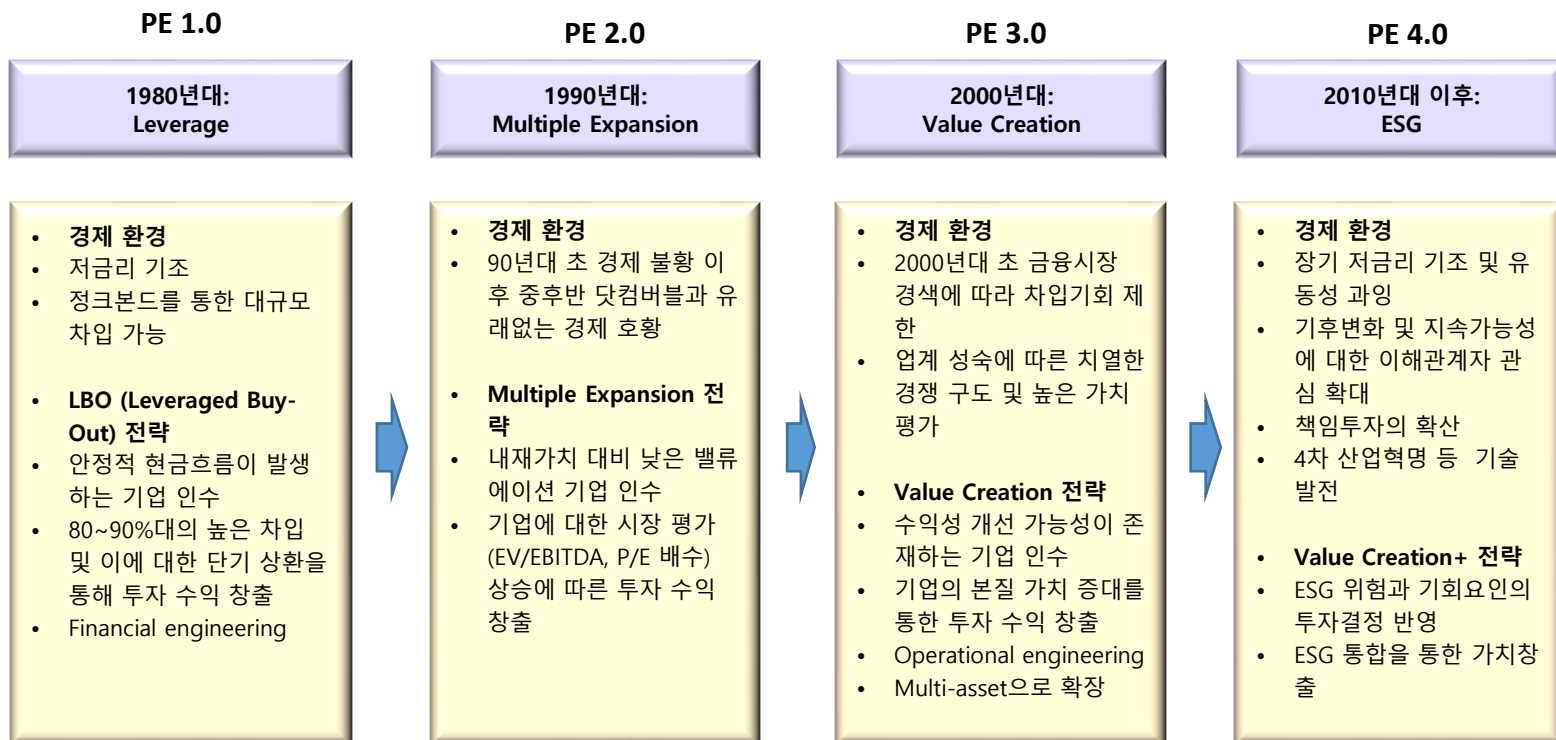 PE 1.0
1980년대:
Leverage
• 경제 환경
• 저금리 기조
• 정크본드를 통한 대규모
차입 가능
• LBO (Leveraged Buy-
Out) 전략
• 안정적 현금흐름이 발생
하는 기업 인수
• 80~90%대의 높은 차입
및 이에 대한 단기 상환을
통해 투자 수익 창출
• Financial engineering
PE 2.0
1990년대:
Multiple Expansion
• 경제 환경
• 90년대 초 경제 불황 이
후 중후반 닷컴버블과 유
래없는 경제 호황
• Multiple Expansion 전
략
• 내재가치 대비 낮은 밸류
에이션 기업 인수
• 기업에 대한 시장 평가
(EV/EBITDA, P/E 배수)
상승에 따른 투자 수익
창출
PE 3.0
2000년대:
Value Creation
• 경제 환경
• 2000년대 초 금융시장
경색에 따라 차입기회 제
한
• 업계 성숙에 따른 치열한
경쟁 구도 및 높은 가치
평가
• Value Creation 전략
• 수익성 개선 가능성이 존
재하는 기업 인수
• 기업의 본질 가치 증대를
통한 투자 수익 창출
• Operational engineering
• Multi-asset으로 확장
PE 4.0
2010년대 이후:
ESG
• 경제 환경
• 장기 저금리 기조 및 유
동성 과잉
• 기후변화 및 지속가능성
에 대한 이해관계자 관
심 확대
• 책임투자의 확산
• 4차 산업혁명 등 기술
발전
• Value Creation+ 전략
• ESG 위험과 기회요인의
투자결정 반영
• ESG 통합을 통한 가치창
출